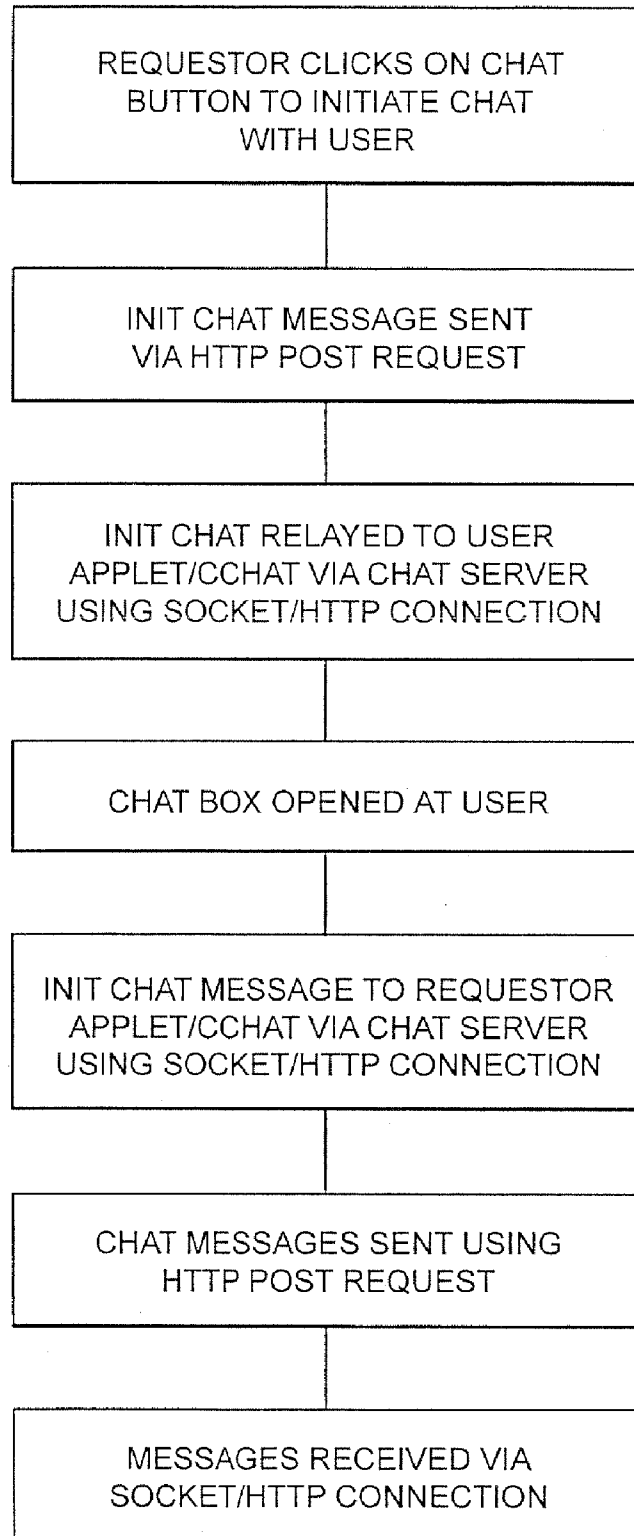 REQUESTOR CLICKS ON CHAT
BUTTON TO INITIATE CHAT
WITH USER
INIT CHAT MESSAGE SENT
VIA HTTP POST REQUEST
INIT CHAT RELAYED TO USER
APPLET/CCHAT VIA CHAT SERVER
USING SOCKET/HTTP CONNECTION
CHAT BOX OPENED AT USER
INIT CHAT MESSAGE TO REQUESTOR
APPLET/CCHAT VIA CHAT SERVER
USING SOCKET/HTTP CONNECTION
CHAT MESSAGES SENT USING
HTTP POST REQUEST
MESSAGES RECEIVED VIA
SOCKET/HTTP CONNECTION